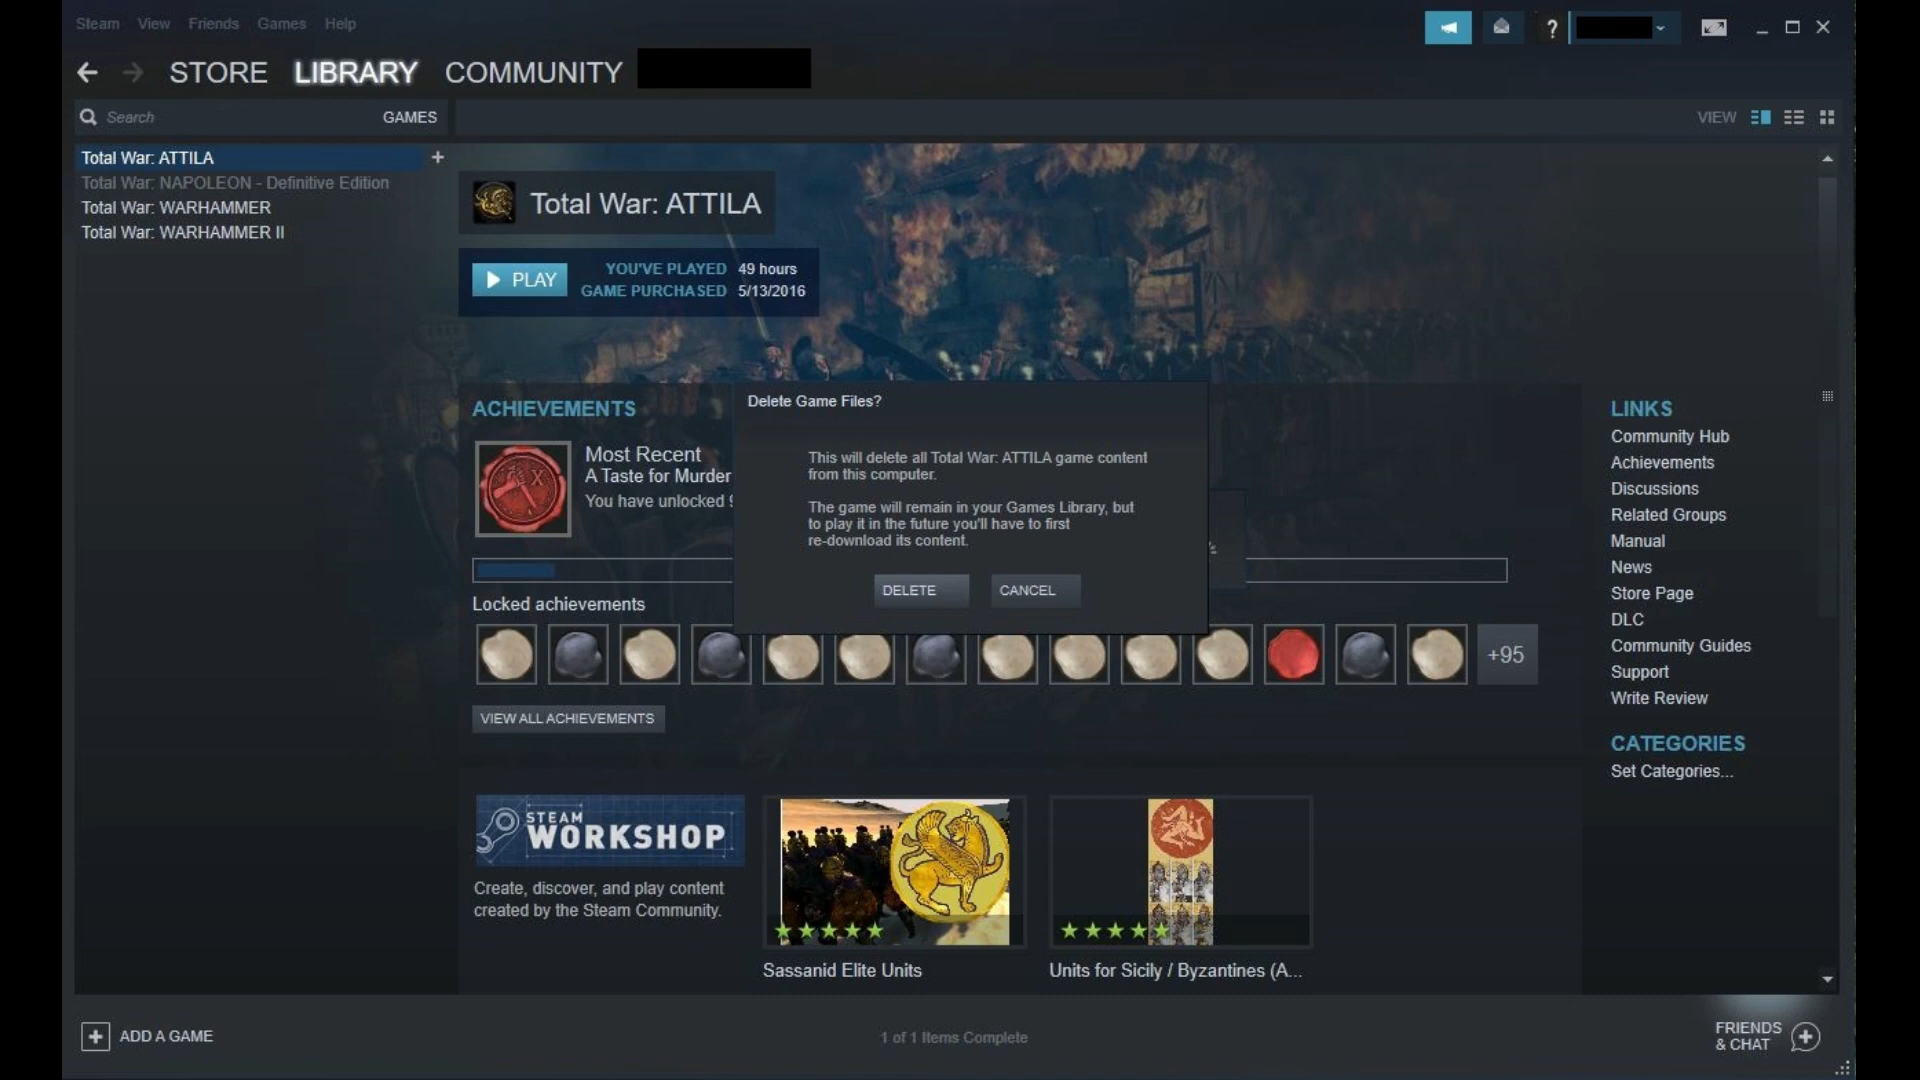 Steam View Friends Games Help
?
STORE LIBRARY COMMUNITY
Search GAMES
VIEW
Total War: ATTILA +
Total War: NAPOLEON - Definitive Edition
Total War: WARHAMMER
Total War: WARHAMMER II
Total War: ATTILA
PLAY
YOU'VE PLAYED 49 hours
GAME PURCHASED 5/13/2016
ACHIEVEMENTS
Most Recent
A Taste for Murder
You have unlocked
Locked achievements
+95
VIEW ALL ACHIEVEMENTS
Delete Game Files?
This will delete all Total War: ATTILA game content
from this computer.
The game will remain in your Games Library, but
to play it in the future you'll have to first
re-download its content.
DELETE CANCEL
LINKS
Community Hub
Achievements
Discussions
Related Groups
Manual
News
Store Page
DLC
Community Guides
Support
Write Review
CATEGORIES
Set Categories...
STEAM
WORKSHOP
Create, discover, and play content
created by the Steam Community.
Sassanid Elite Units
Units for Sicily / Byzantines (A...
ADD A GAME
1 of 1 Items Complete
FRIENDS
& CHAT